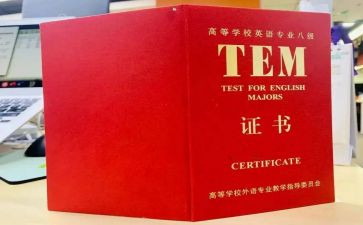 高等学校英语专业八级
TEM
TEST FOR ENGLISH
MAJORS
证书
CERTIFICATE
高等学校外语专业教学指导委员会